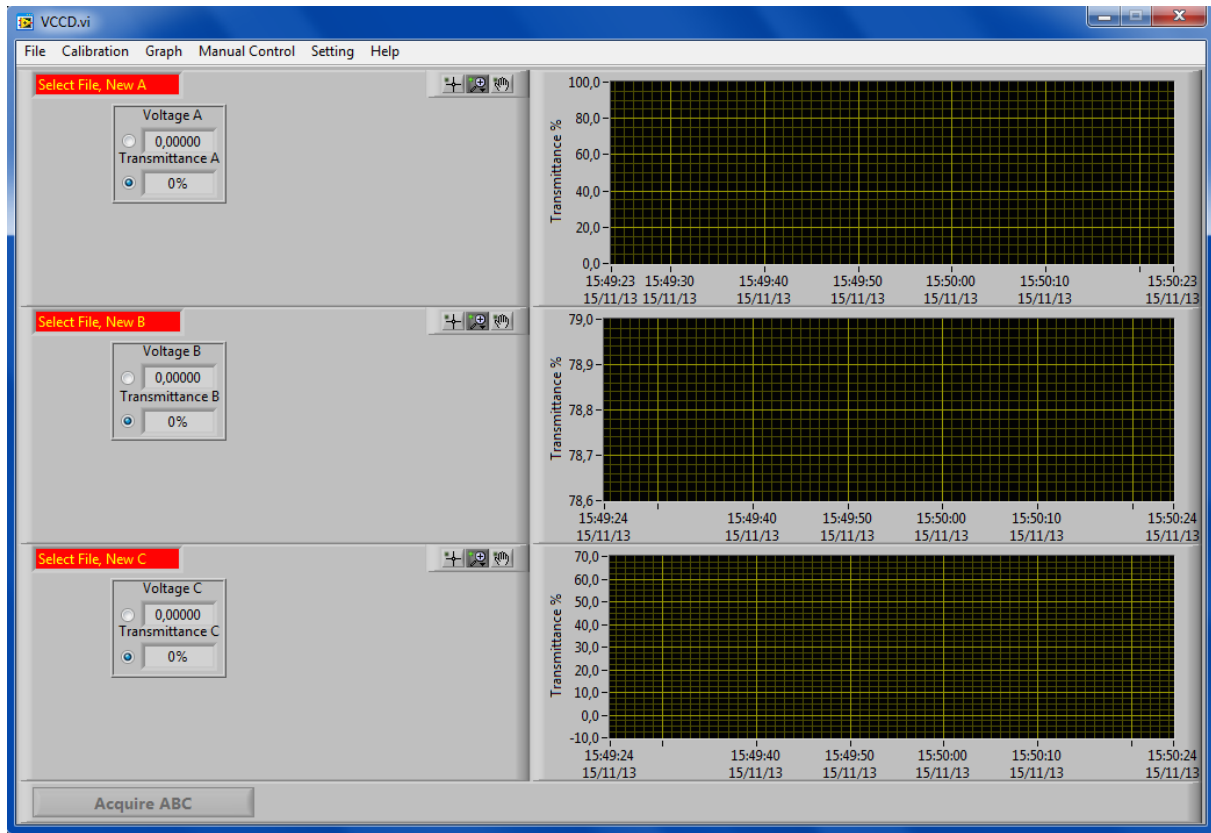 VCCD.vi
File Calibration Graph Manual Control Setting Help
Select File, New A
Voltage A
0,00000
Transmittance A
0%
Transmittance %
100,0
80,0
60,0
40,0
20,0
0,0
15:49:23 15:49:30 15:49:40 15:49:50 15:50:00 15:50:10 15:50:23
15/11/13 15/11/13 15/11/13 15/11/13 15/11/13 15/11/13 15/11/13
Select File, New B
Voltage B
0,00000
Transmittance B
0%
Transmittance %
79,0
78,9
78,8
78,7
78,6
15:49:24 15:49:40 15:49:50 15:50:00 15:50:10 15:50:24
15/11/13 15/11/13 15/11/13 15/11/13 15/11/13 15/11/13
Select File, New C
Voltage C
0,00000
Transmittance C
0%
Transmittance %
70,0
60,0
50,0
40,0
30,0
20,0
10,0
0,0
-10,0
15:49:24 15:49:40 15:49:50 15:50:00 15:50:10 15:50:24
15/11/13 15/11/13 15/11/13 15/11/13 15/11/13 15/11/13
Acquire ABC